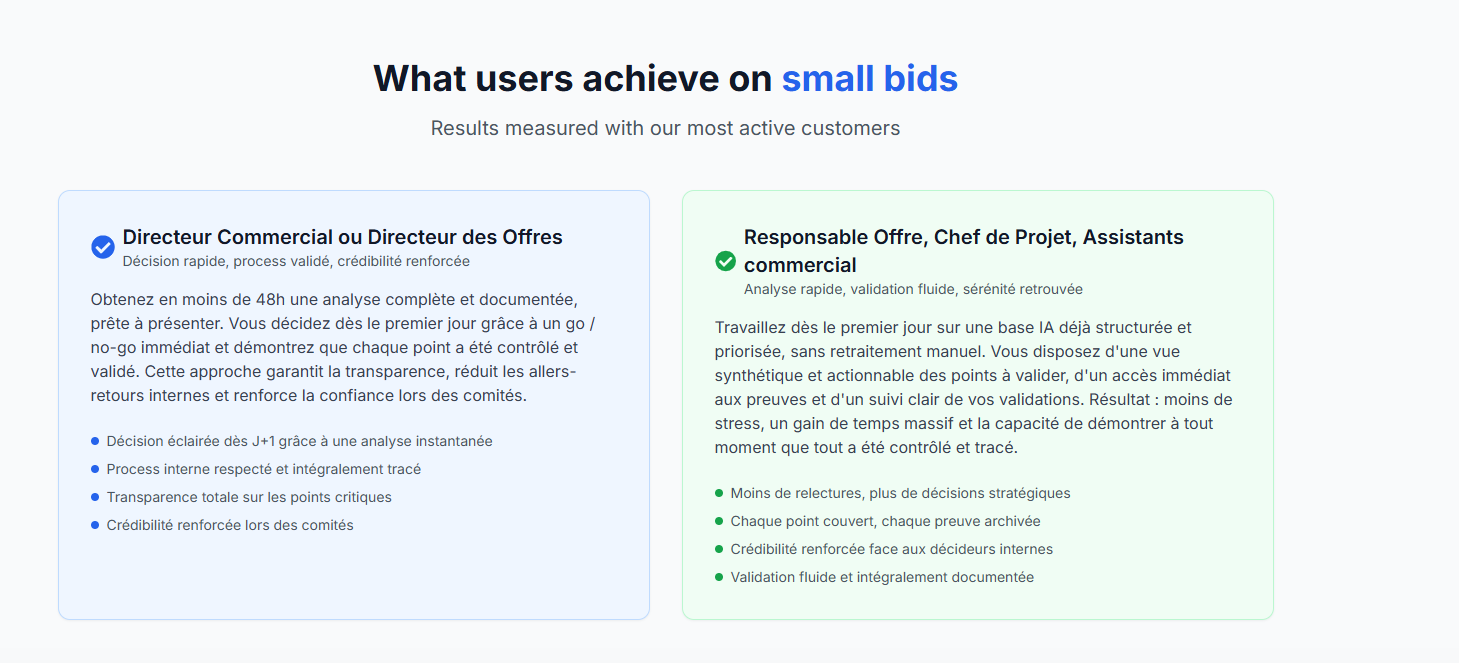 What users achieve on small bids
Results measured with our most active customers
Directeur Commercial ou Directeur des Offres
Décision rapide, process validé, crédibilité renforcée
Obtenez en moins de 48h une analyse complète et documentée,
prête à présenter. Vous décidez dès le premier jour grâce à un go /
no-go immédiat et démontrez que chaque point a été contrôlé et
validé. Cette approche garantit la transparence, réduit les allers-
retours internes et renforce la confiance lors des comités.
Décision éclairée dès J+1 grâce à une analyse instantanée
Process interne respecté et intégralement tracé
Transparence totale sur les points critiques
Crédibilité renforcée lors des comités
Responsable Offre, Chef de Projet, Assistants
commercial
Analyse rapide, validation fluide, sérénité retrouvée
Travaillez dès le premier jour sur une base IA déjà structurée et
priorisée, sans retraitement manuel. Vous disposez d'une vue
synthétique et actionnable des points à valider, d'un accès immédiat
aux preuves et d'un suivi clair de vos validations. Résultat : moins de
stress, un gain de temps massif et la capacité de démontrer à tout
moment que tout a été contrôlé et tracé.
Moins de relectures, plus de décisions stratégiques
Chaque point couvert, chaque preuve archivée
Crédibilité renforcée face aux décideurs internes
Validation fluide et intégralement documentée